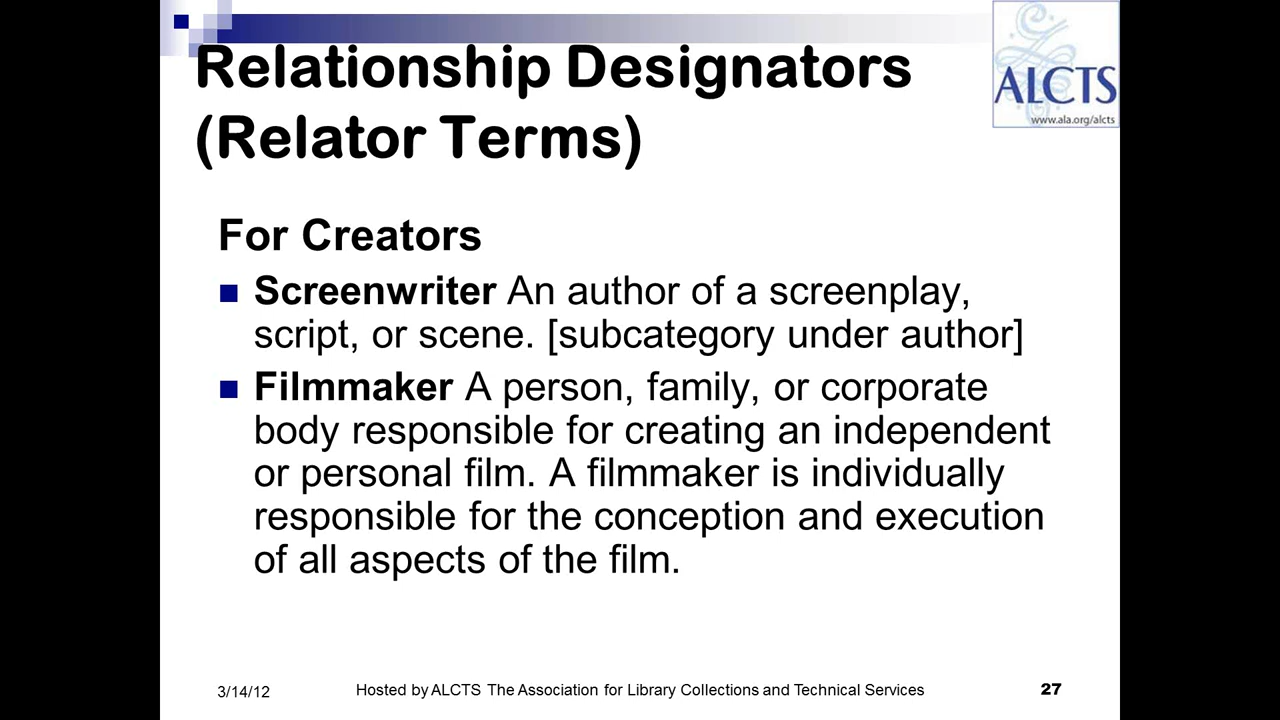 Relationship Designators
(Relator Terms)
ALCTS
www.ala.org/alcts
For Creators
Screenwriter An author of a screenplay,
script, or scene. [subcategory under author]
Filmmaker A person, family, or corporate
body responsible for creating an independent
or personal film. A filmmaker is individually
responsible for the conception and execution
of all aspects of the film.
3/14/12
Hosted by ALCTS The Association for Library Collections and Technical Services
27